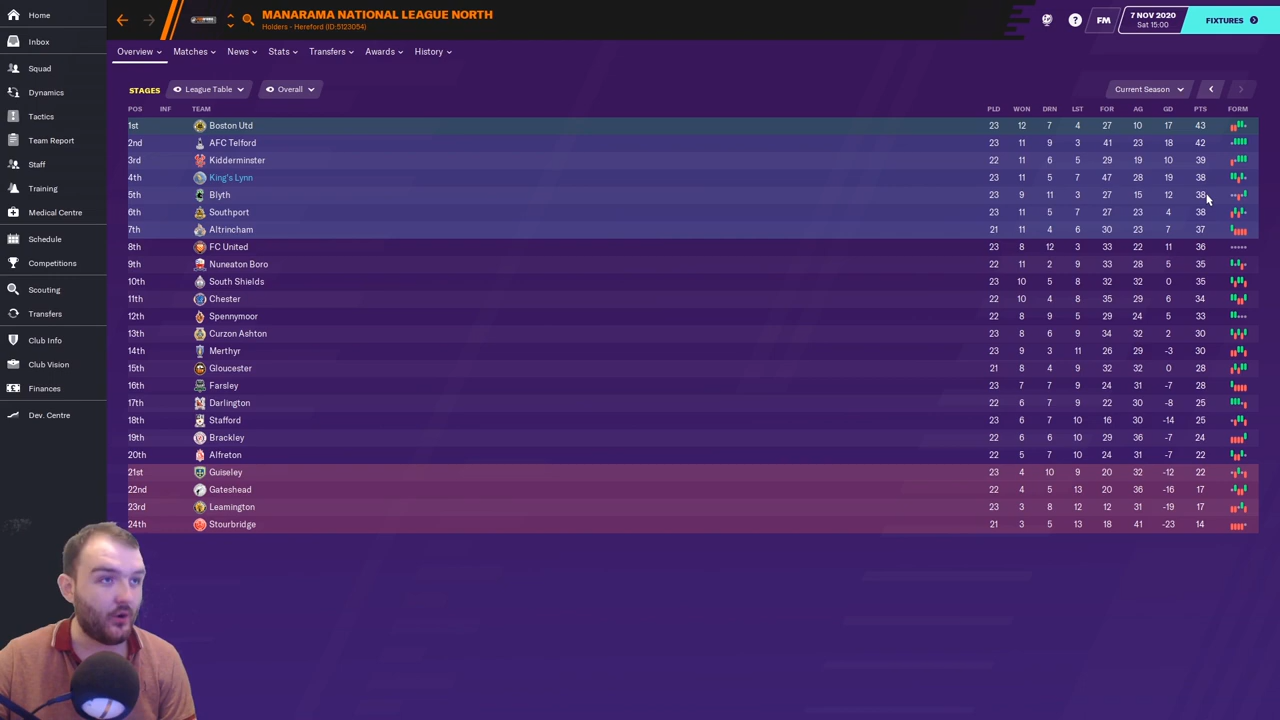 Home
MANARAMA NATIONAL LEAGUE NORTH
Holders - Hereford (ID:5123054)
FM
7 NOV 2020
Sat 15:00
FIXTURES
Inbox
Squad
Dynamics
Tactics
Team Report
Staff
Training
Medical Centre
Schedule
Competitions
Scouting
Transfers
Club Info
Club Vision
Finances
Dev. Centre
Overview Matches News Stats Transfers Awards History
STAGES League Table Overall Current Season
POS INF TEAM PLD WON DRN LST FOR AG GD PTS FORM
1st Boston Utd 23 12 7 4 27 10 17 43
2nd AFC Telford 23 11 9 3 41 23 18 42
3rd Kidderminster 22 11 6 5 29 19 10 39
4th King's Lynn 23 11 5 7 47 28 19 38
5th Blyth 23 9 11 3 27 15 12 38
6th Southport 23 11 5 7 27 23 4 38
7th Altrincham 21 11 4 6 30 23 7 37
8th FC United 23 8 12 3 33 22 11 36
9th Nuneaton Boro 22 11 2 9 33 28 5 35
10th South Shields 23 10 5 8 32 32 0 35
11th Chester 22 10 4 8 35 29 6 34
12th Spennymoor 22 8 9 5 29 24 5 33
13th Curzon Ashton 23 8 6 9 34 32 2 30
14th Merthyr 23 9 3 11 26 29 -3 30
15th Gloucester 21 8 4 9 32 32 0 28
16th Farsley 23 7 7 9 24 31 -7 28
17th Darlington 22 6 7 9 22 30 -8 25
18th Stafford 23 6 7 10 16 30 -14 25
19th Brackley 22 6 6 10 29 36 -7 24
20th Alfreton 22 5 7 10 24 31 -7 22
21st Guiseley 23 4 10 9 20 32 -12 22
22nd Gateshead 22 4 5 13 20 36 -16 17
23rd Leamington 23 3 8 12 12 31 -19 17
24th Stourbridge 21 3 5 13 18 41 -23 14